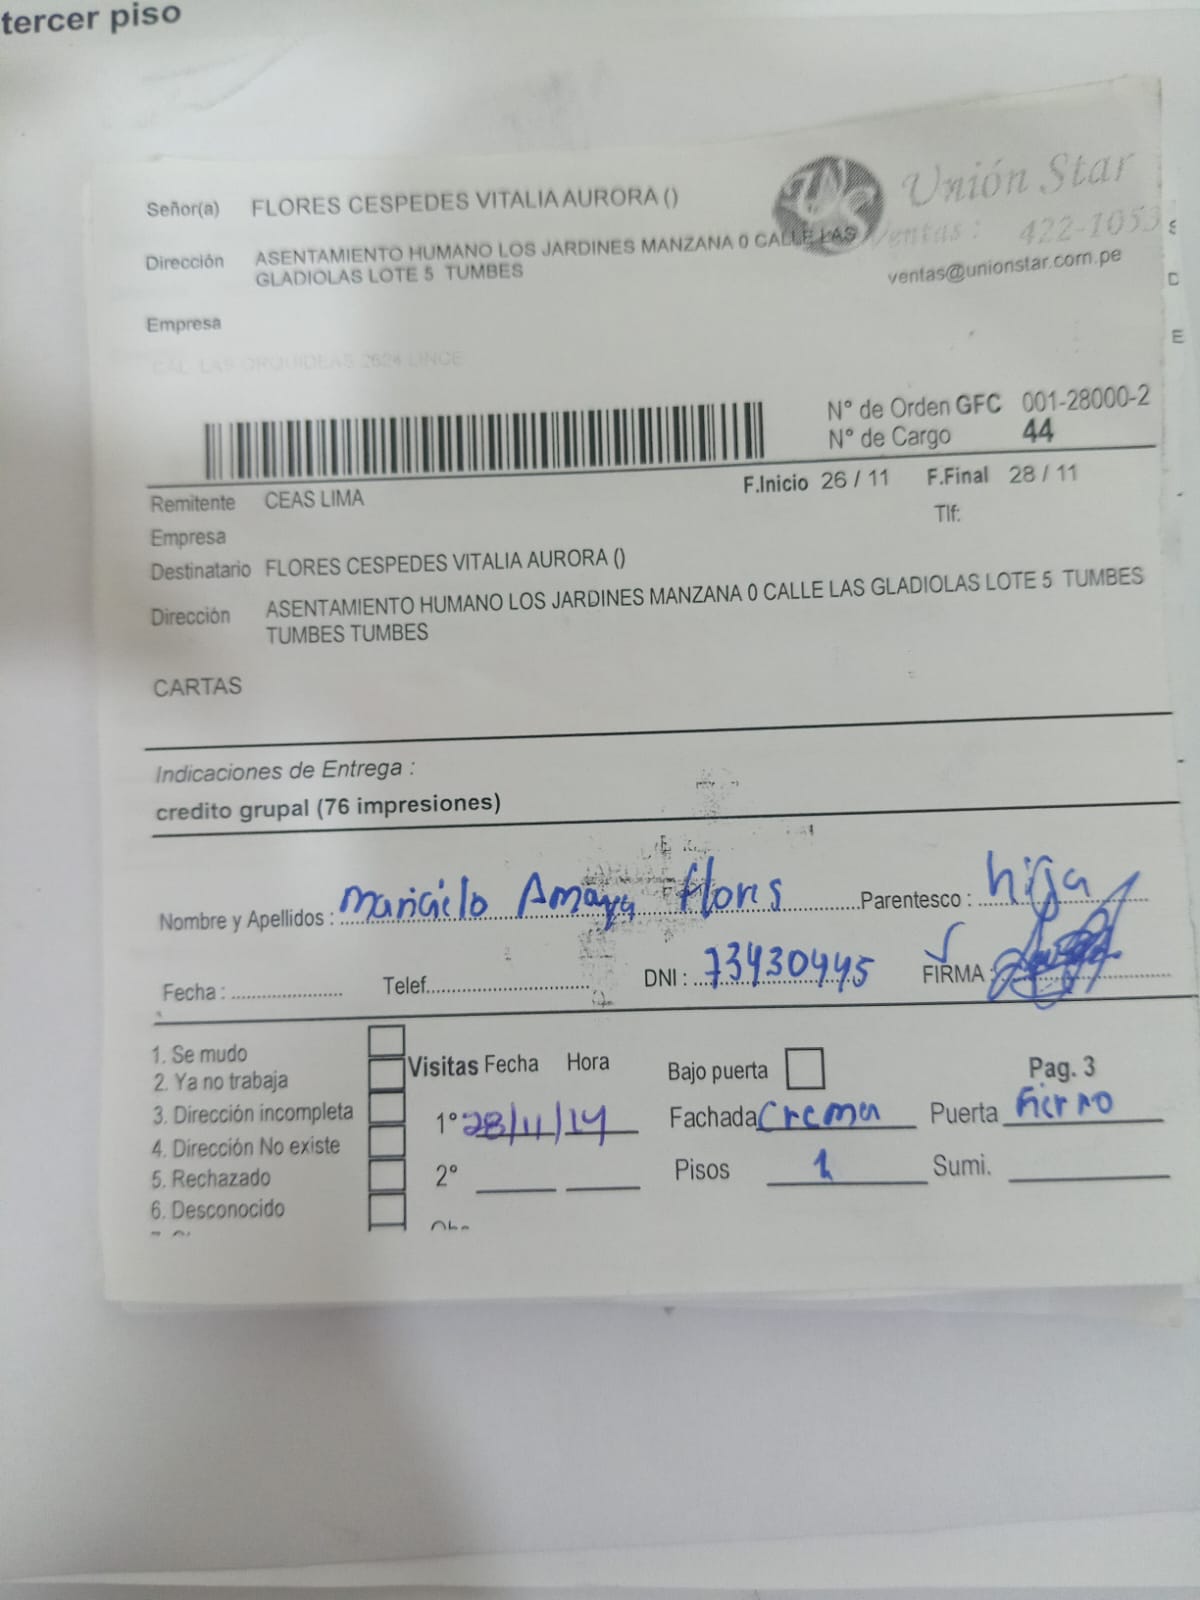 tercer piso
Unión Star
Señor(a) FLORES CESPEDES VITALIA AURORA ()
Ventas : 422-1053
Dirección ASENTAMIENTO HUMANO LOS JARDINES MANZANA 0 CALLE LAS
GLADIOLAS LOTE 5 TUMBES
ventas@unionstar.com.pe
Empresa
CAL. LAS ORQUIDEAS 2624 LINCE
N° de Orden GFC 001-28000-2
N° de Cargo 44
F.Inicio 26 / 11 F.Final 28 / 11
Remitente CEAS LIMA
Tlf:
Empresa
Destinatario FLORES CESPEDES VITALIA AURORA ()
Dirección ASENTAMIENTO HUMANO LOS JARDINES MANZANA 0 CALLE LAS GLADIOLAS LOTE 5 TUMBES
TUMBES TUMBES
CARTAS
Indicaciones de Entrega :
credito grupal (76 impresiones)
Nombre y Apellidos : Amaya flores Parentesco : hija
Fecha : Telef. DNI : 73430445 FIRMA :
1. Se mudo
2. Ya no trabaja
3. Dirección incompleta
4. Dirección No existe
5. Rechazado
6. Desconocido
Visitas Fecha Hora
1° 28/11/24
2°
Bajo puerta Pag. 3
Fachada Crema Puerta fierro
Pisos 1 Sumi.